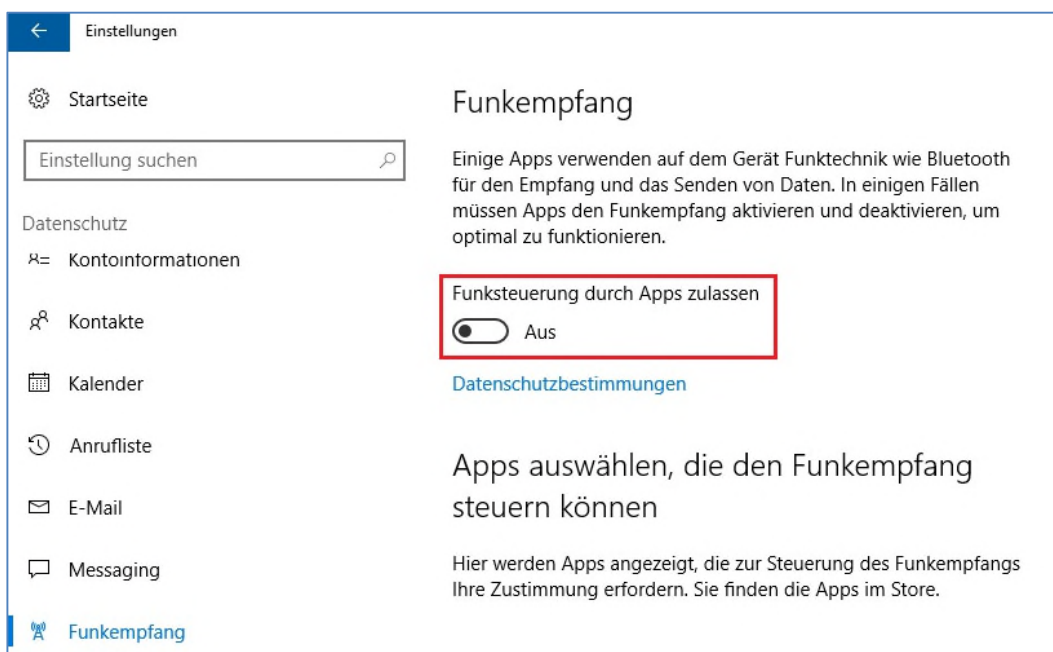 Einstellungen
Startseite
Einstellung suchen
Datenschutz
Kontoinformationen
Kontakte
Kalender
Anrufliste
E-Mail
Messaging
Funkempfang
Funkempfang
Einige Apps verwenden auf dem Gerät Funktechnik wie Bluetooth
für den Empfang und das Senden von Daten. In einigen Fällen
müssen Apps den Funkempfang aktivieren und deaktivieren, um
optimal zu funktionieren.
Funksteuerung durch Apps zulassen
Aus
Datenschutzbestimmungen
Apps auswählen, die den Funkempfang
steuern können
Hier werden Apps angezeigt, die zur Steuerung des Funkempfangs
Ihre Zustimmung erfordern. Sie finden die Apps im Store.